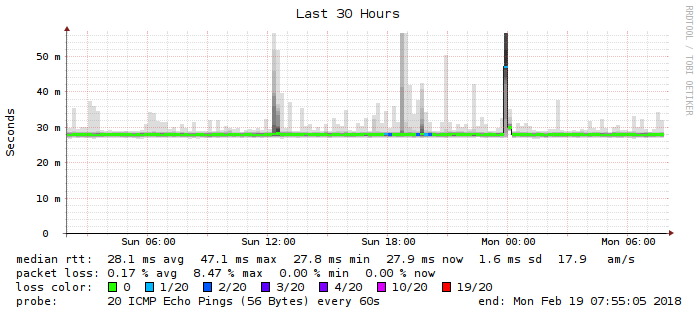 Last 30 Hours
RRDTOOL / TOBI OETIKER
Seconds
50 m
40 m
30 m
20 m
10 m
0
Sun 06:00 Sun 12:00 Sun 18:00 Mon 00:00 Mon 06:00
median rtt: 28.1 ms avg 47.1 ms max 27.8 ms min 27.9 ms now 1.6 ms sd 17.9 am/s
packet loss: 0.17 % avg 8.47 % max 0.00 % min 0.00 % now
loss color: 0 1/20 2/20 3/20 4/20 10/20 19/20
probe: 20 ICMP Echo Pings (56 Bytes) every 60s end: Mon Feb 19 07:55:05 2018